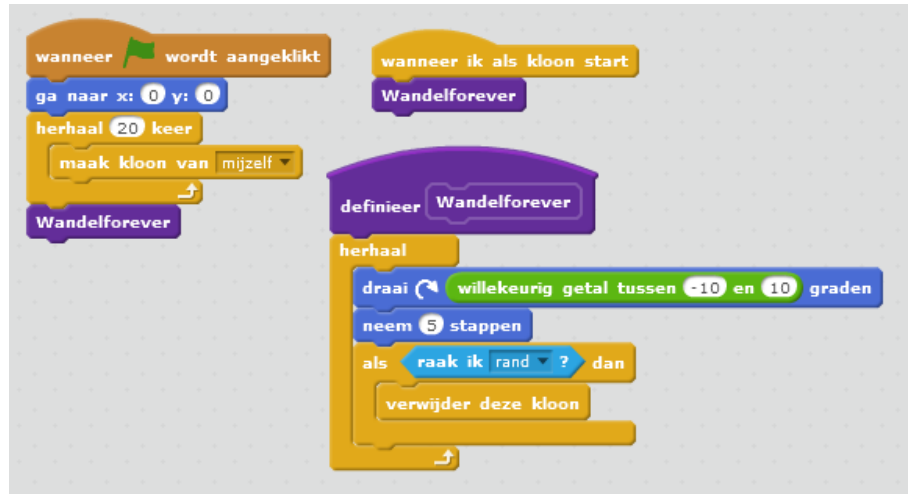 wanneer wordt aangeklikt
ga naar x: 0 y: 0
herhaal 20 keer
maak kloon van mijzelf
Wandelforever
wanneer ik als kloon start
Wandelforever
definieer Wandelforever
herhaal
draai willekeurig getal tussen -10 en 10 graden
neem 5 stappen
als raak ik rand ? dan
verwijder deze kloon